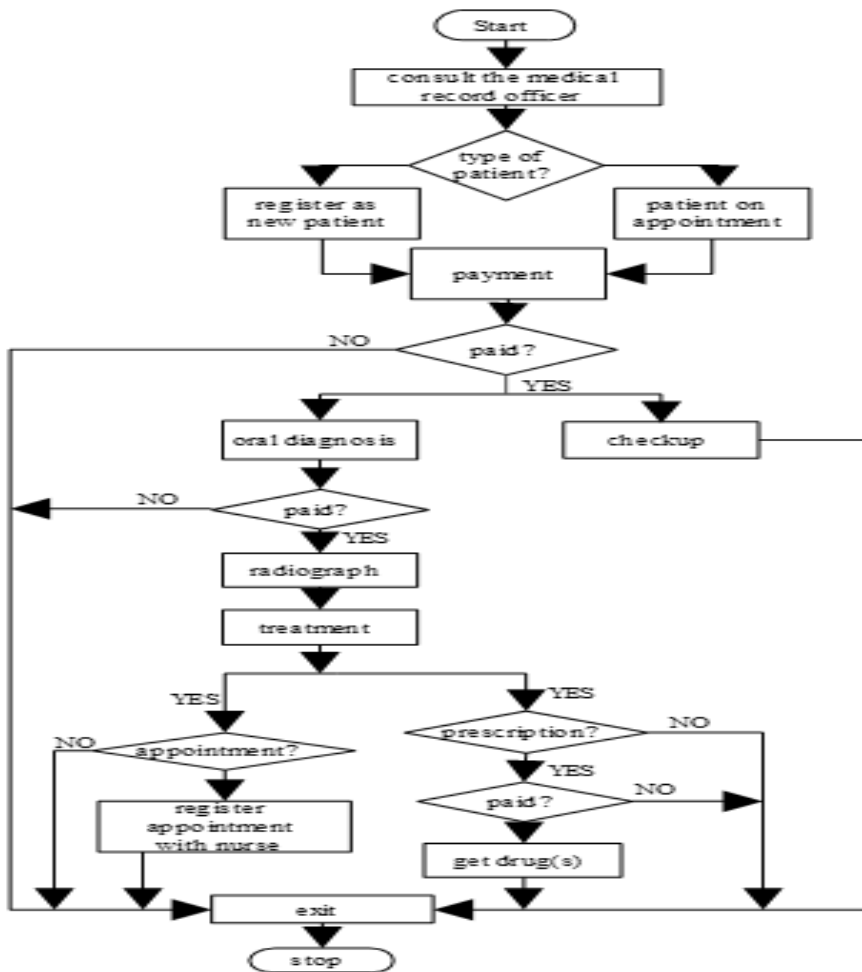 Start
consult the medical
record officer
type of
patient?
register as
new patient
patient on
appointment
payment
NO
paid?
YES
oral diagnosis
checkup
NO
paid?
YES
radiograph
treatment
YES
YES
NO
appointment?
prescription?
NO
YES
register
appointment
with nurse
paid?
NO
get drug(s)
exit
stop